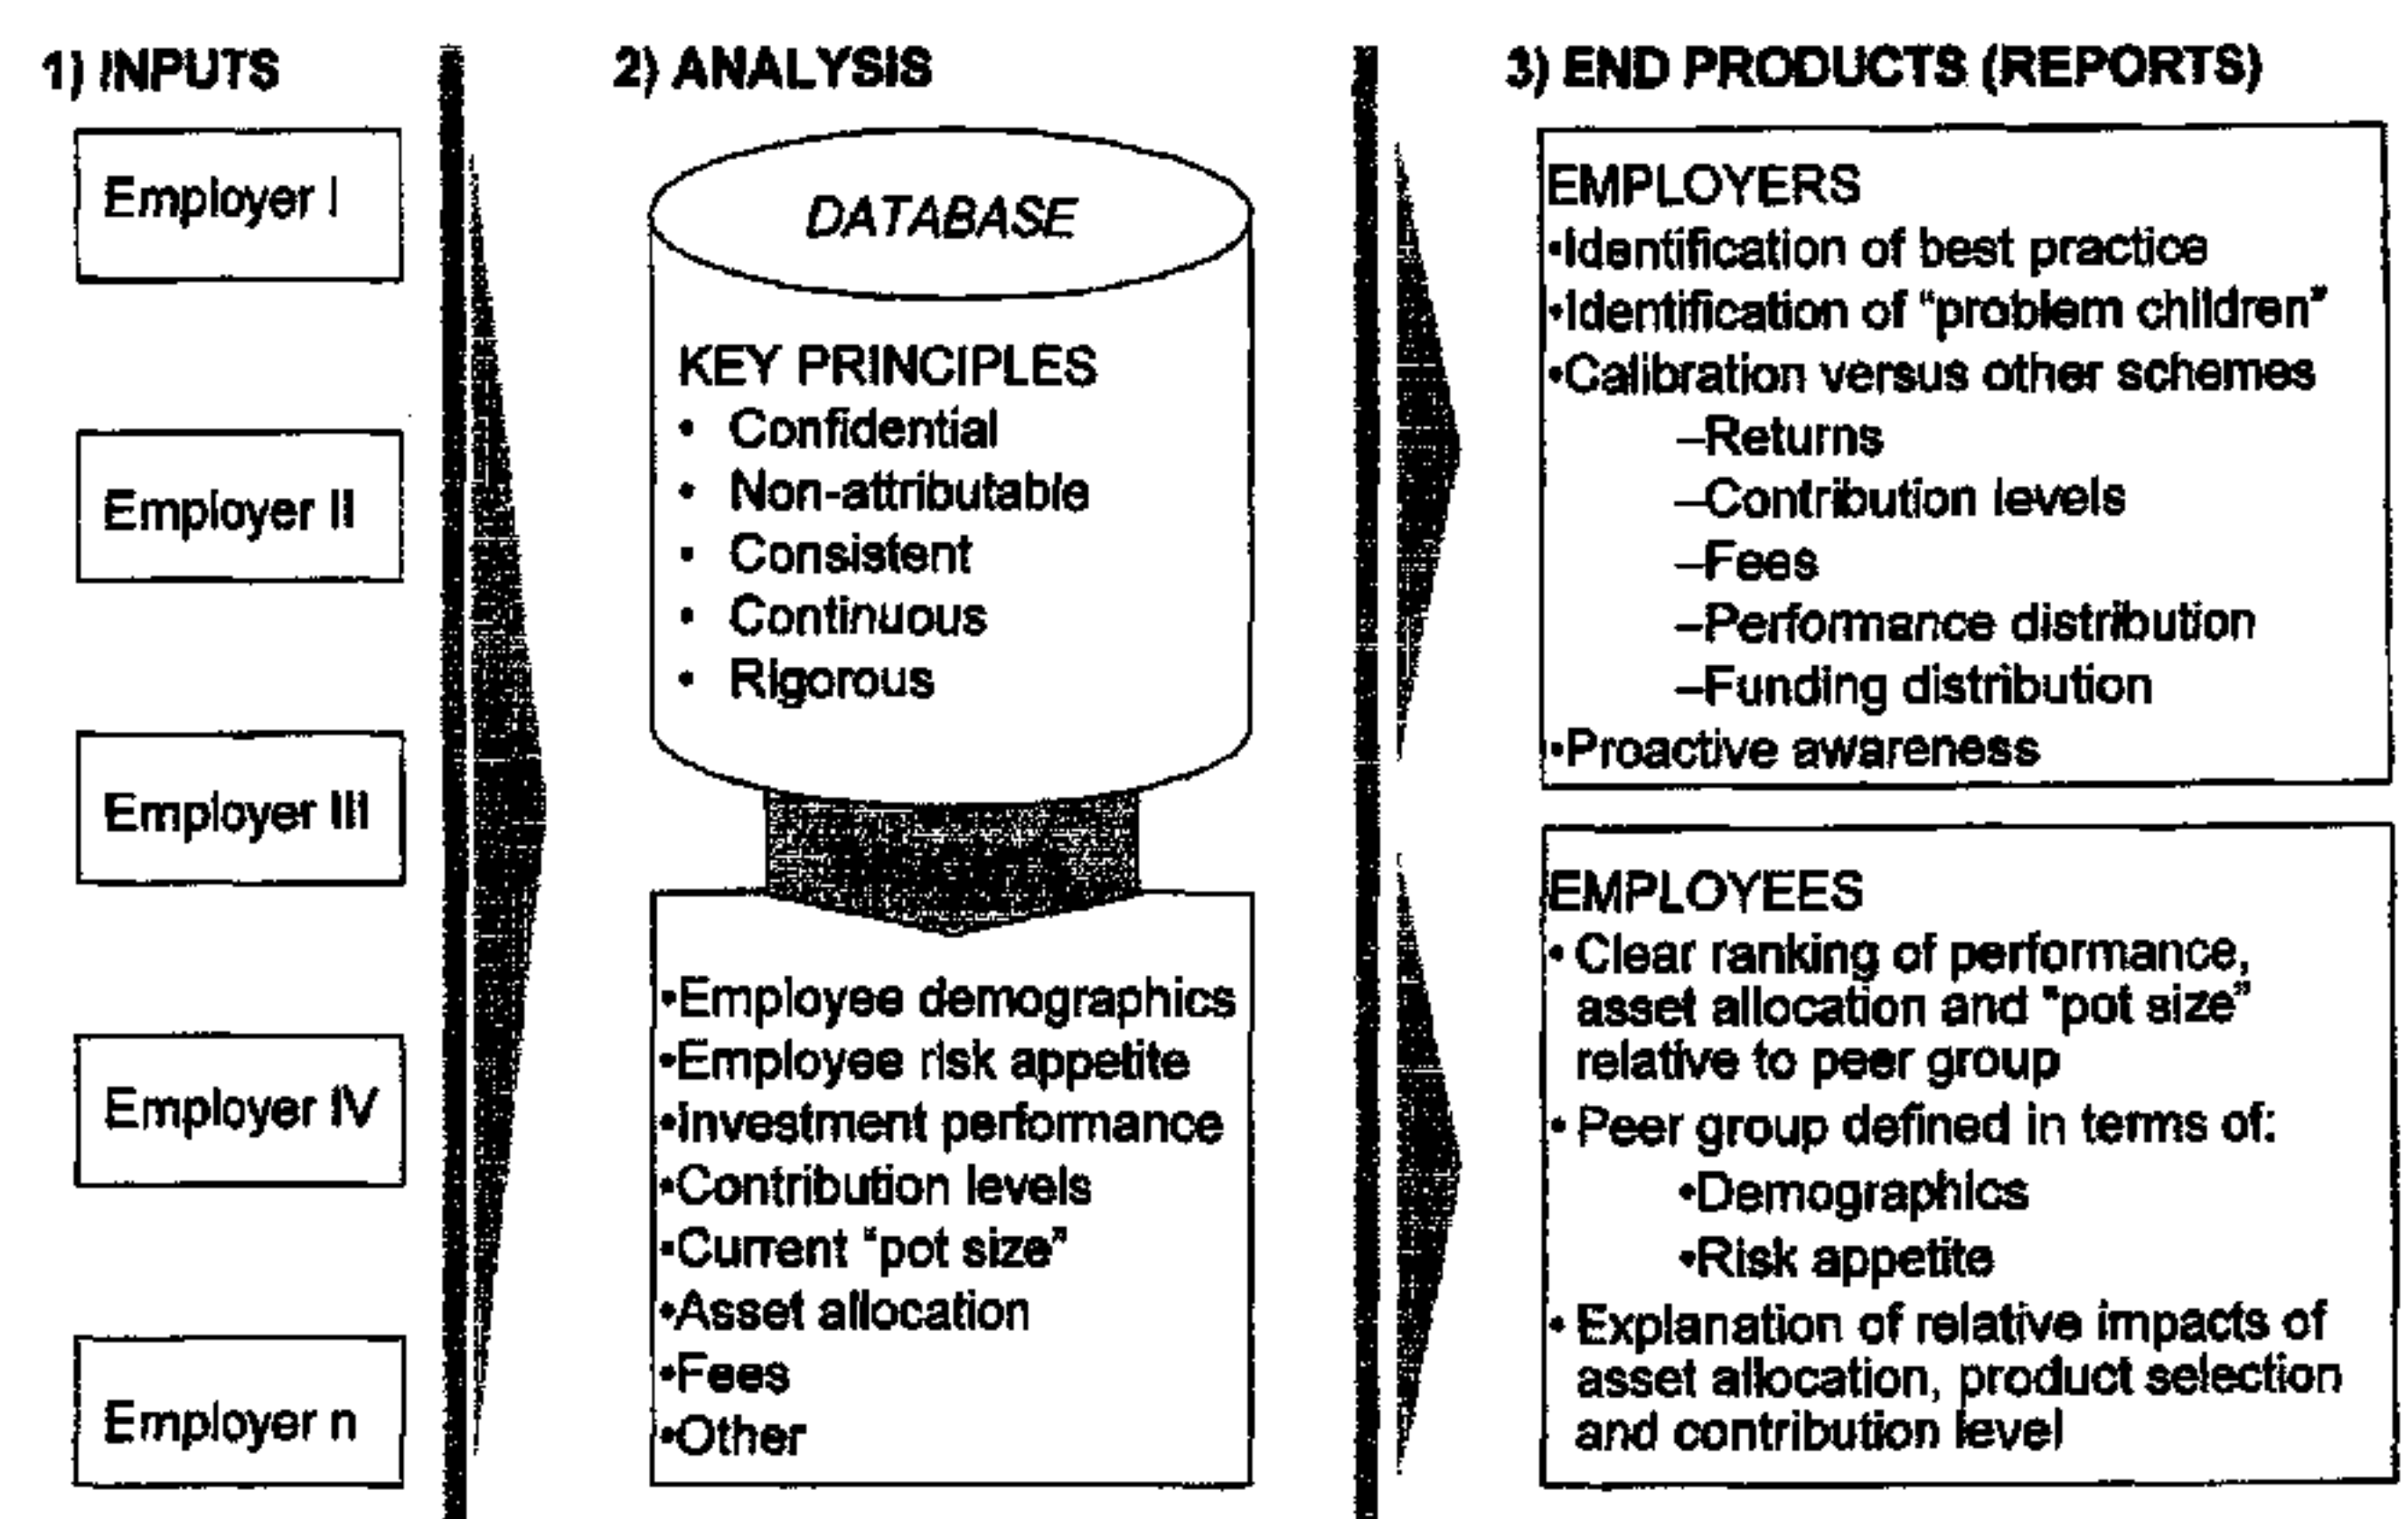 1) INPUTS
Employer I
Employer II
Employer III
Employer IV
Employer n
2) ANALYSIS
DATABASE
KEY PRINCIPLES
• Confidential
• Non-attributable
• Consistent
• Continuous
• Rigorous
•Employee demographics
•Employee risk appetite
•Investment performance
•Contribution levels
•Current "pot size"
•Asset allocation
•Fees
•Other
3) END PRODUCTS (REPORTS)
EMPLOYERS
•Identification of best practice
•Identification of "problem children"
•Calibration versus other schemes
–Returns
–Contribution levels
–Fees
–Performance distribution
–Funding distribution
•Proactive awareness
EMPLOYEES
• Clear ranking of performance,
asset allocation and "pot size"
relative to peer group
• Peer group defined in terms of:
•Demographics
•Risk appetite
• Explanation of relative impacts of
asset allocation, product selection
and contribution level